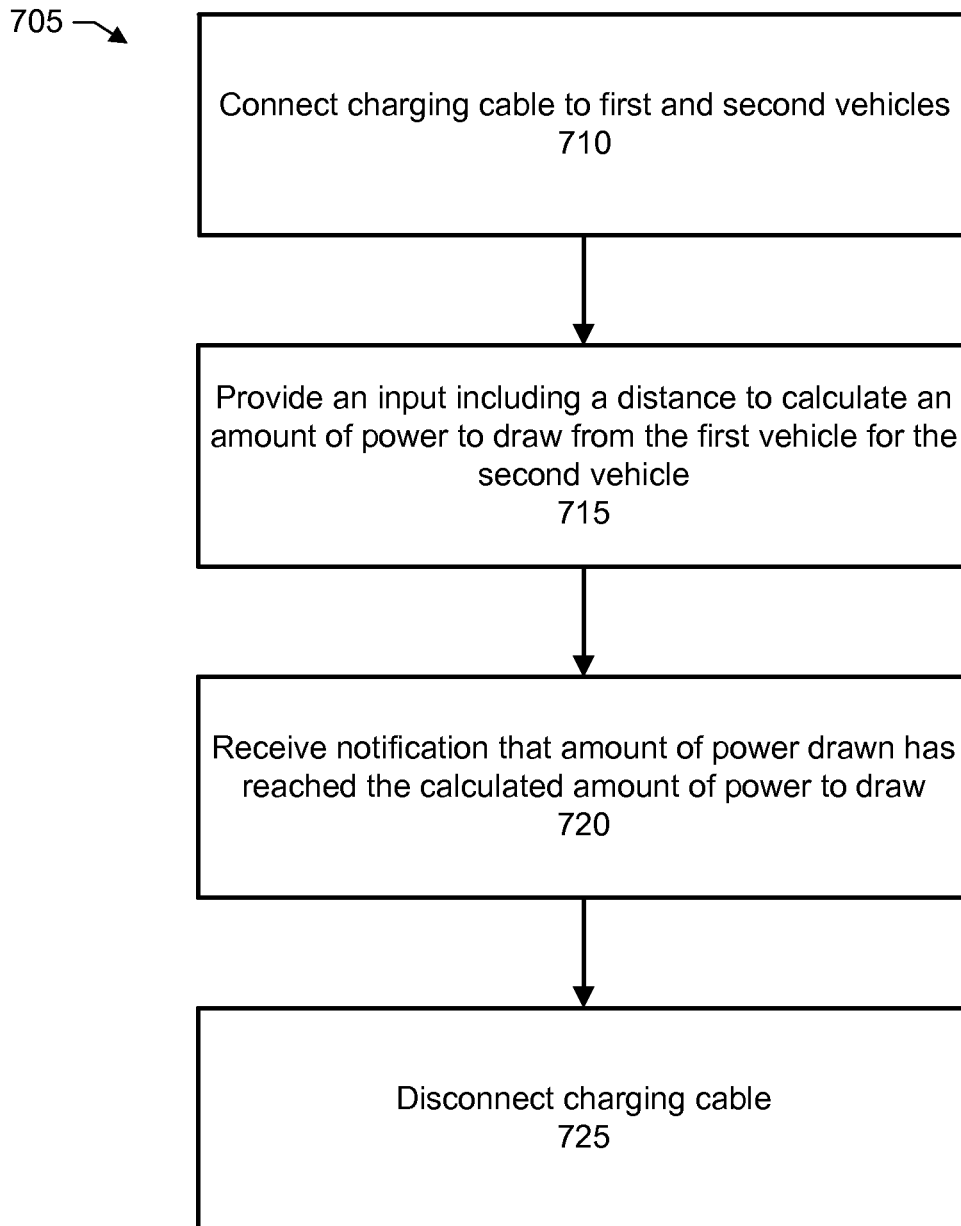 705
Connect charging cable to first and second vehicles
710
Provide an input including a distance to calculate an
amount of power to draw from the first vehicle for the
second vehicle
715
Receive notification that amount of power drawn has
reached the calculated amount of power to draw
720
Disconnect charging cable
725